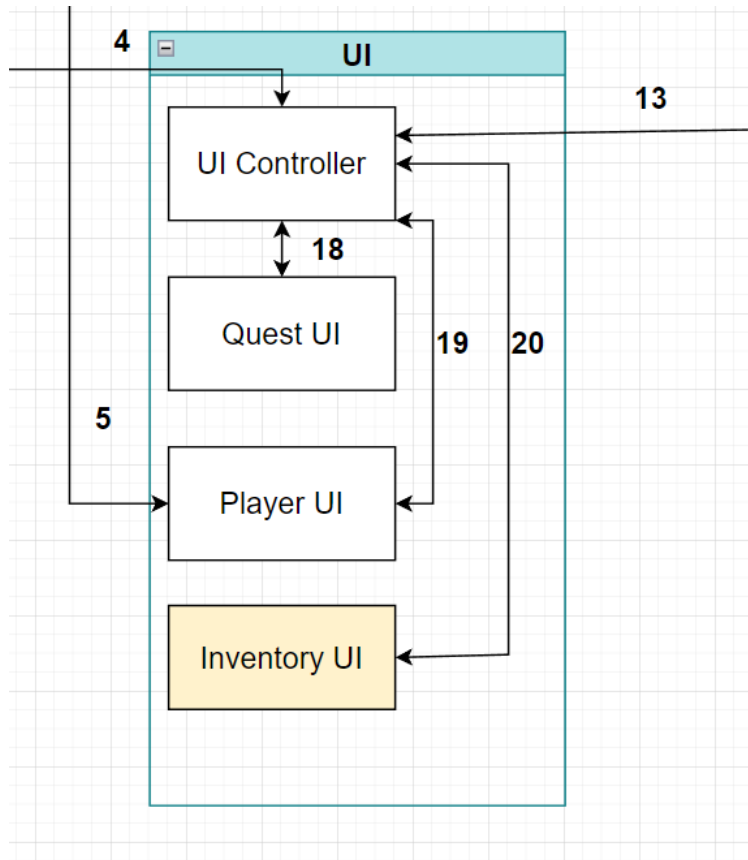 4
UI
13
UI Controller
18
Quest UI
19
20
5
Player UI
Inventory UI